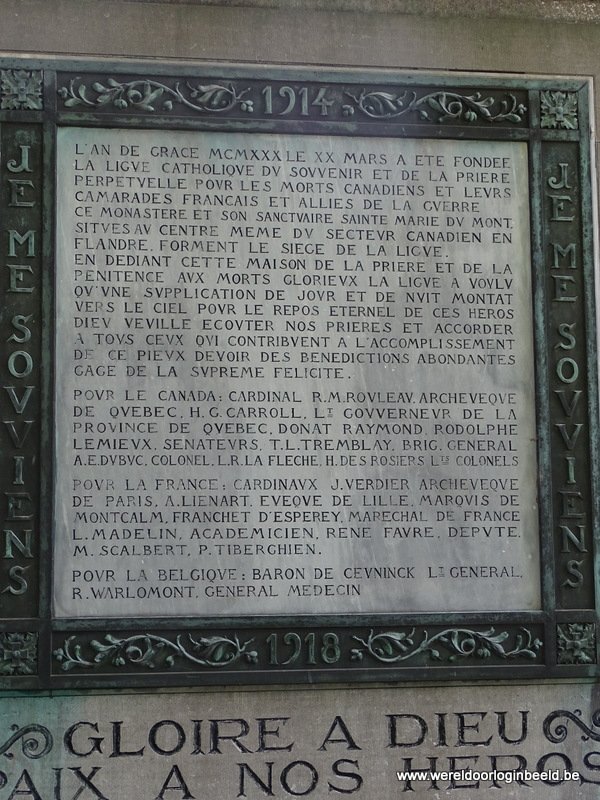 1914
L'AN DE GRACE MCMXXX LE XX MARS A ETE FONDEE
LA LIGVE CATHOLIQVE DV SOVVENIR ET DE LA PRIERE
PERPETVELLE POVR LES MORTS CANADIENS ET LEVRS
CAMARADES FRANCAIS ET ALLIES DE LA GVERRE
CE MONASTERE ET SON SANCTVAIRE SAINTE MARIE DV MONT,
SITVES AV CENTRE MEME DV SECTEVR CANADIEN EN
FLANDRE, FORMENT LE SIEGE DE LA LIGVE.
EN DEDIANT CETTE MAISON DE LA PRIERE ET DE LA
PENITENCE AVX MORTS GLORIEVX LA LIGVE A VOVLV
QV'VNE SVPPLICATION DE JOVR ET DE NVIT MONTAT
VERS LE CIEL POVR LE REPOS ETERNEL DE CES HEROS
DIEV VEVILLE ECOVTER NOS PRIERES ET ACCORDER
A TOVS CEVX QVI CONTRIBVENT A L'ACCOMPLISSEMENT
DE CE PIEVX DEVOIR DES BENEDICTIONS ABONDANTES
GAGE DE LA SVPREME FELICITE.
POVR LE CANADA: CARDINAL R.M.ROVLEAV, ARCHEVEQVE
DE QVEBEC, H.G.CARROLL, LT GOVVERNEVR DE LA
PROVINCE DE QVEBEC, DONAT RAYMOND, RODOLPHE
LEMIEVX, SENATEVRS, T.L.TREMBLAY, BRIG. GENERAL
A.E.DVBVC, COLONEL, L.R.LA FLECHE, H.DES ROSIERS LTS COLONELS
POVR LA FRANCE: CARDINAVX J.VERDIER ARCHEVEQVE
DE PARIS, A.LIENART, EVEQVE DE LILLE, MARQVIS DE
MONTCALM, FRANCHET D'ESPEREY, MARECHAL DE FRANCE
L.MADELIN, ACADEMICIEN, RENE FAVRE, DEPVTE,
M.SCALBERT, P.TIBERGHIEN.
POVR LA BELGIQVE: BARON DE CEVNINCK LT GENERAL,
R.WARLOMONT, GENERAL MEDECIN
1918
JE ME SOVVIENS
JE ME SOVVIENS
GLOIRE A DIEU
PAIX A NOS HEROS
www.wereldoorloginbeeld.be